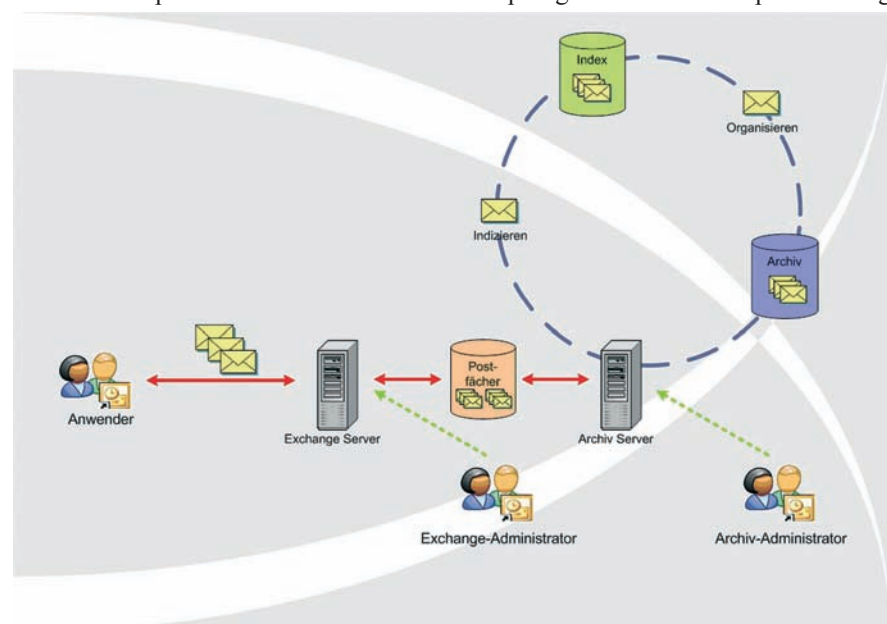 Index
Organisieren
Indizieren
Archiv
Post-
fächer
Anwender
Exchange Server
Archiv Server
Exchange-Administrator
Archiv-Administrator